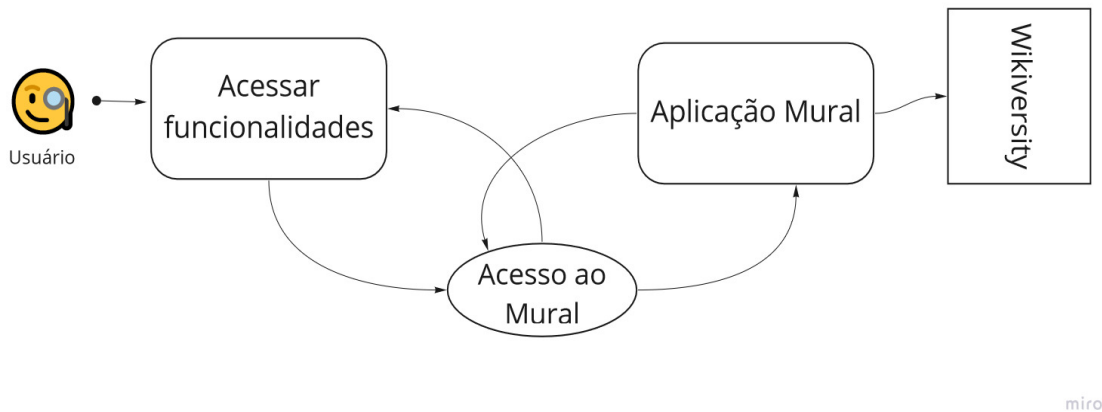 Usuário
Acessar
funcionalidades
Aplicação Mural
Wikiversity
Acesso ao
Mural
miro